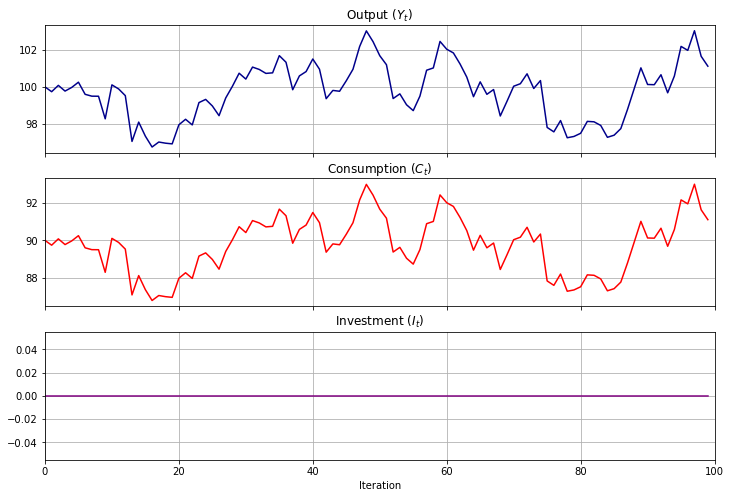 Output (Y_t)
102
100
98
Consumption (C_t)
92
90
88
Investment (I_t)
0.04
0.02
0.00
−0.02
−0.04
0 20 40 60 80 100
Iteration